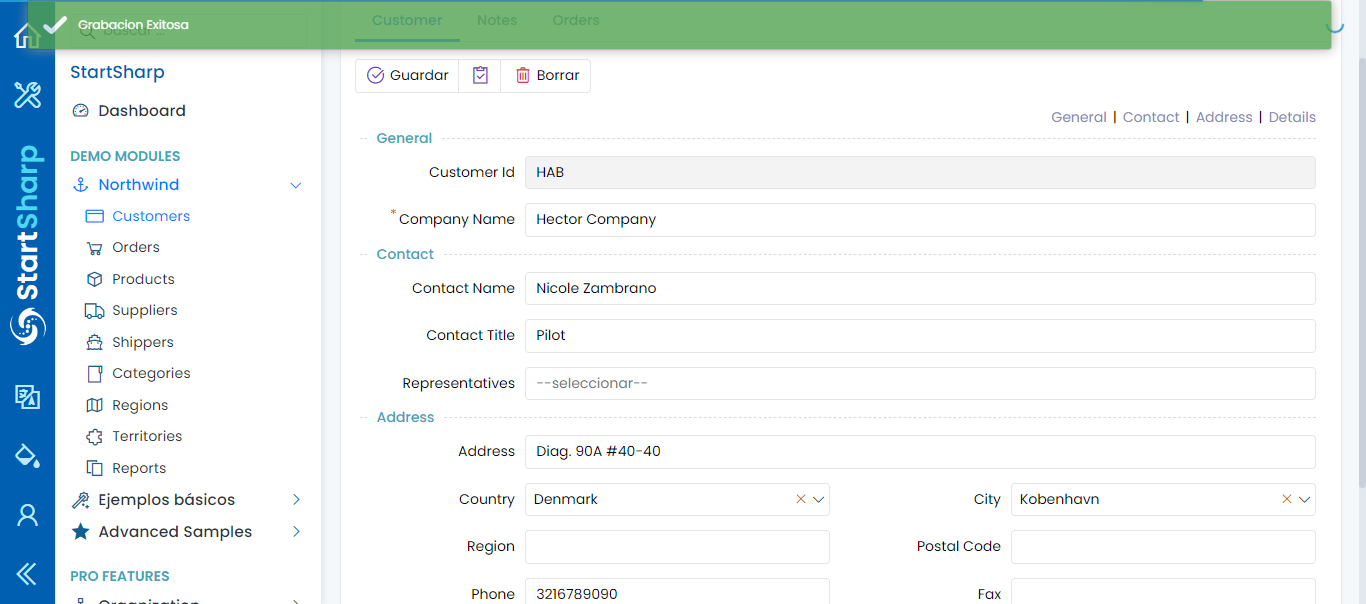 Grabacion Exitosa
buscar ...
StartSharp
StartSharp
Dashboard
DEMO MODULES
Northwind
Customers
Orders
Products
Suppliers
Shippers
Categories
Regions
Territories
Reports
Ejemplos básicos
Advanced Samples
PRO FEATURES
Organization
Customer Notes Orders
Guardar Borrar
General | Contact | Address | Details
General
Customer Id HAB
*Company Name Hector Company
Contact
Contact Name Nicole Zambrano
Contact Title Pilot
Representatives --seleccionar--
Address
Address Diag. 90A #40-40
Country Denmark City Kobenhavn
Region Postal Code
Phone 3216789090 Fax